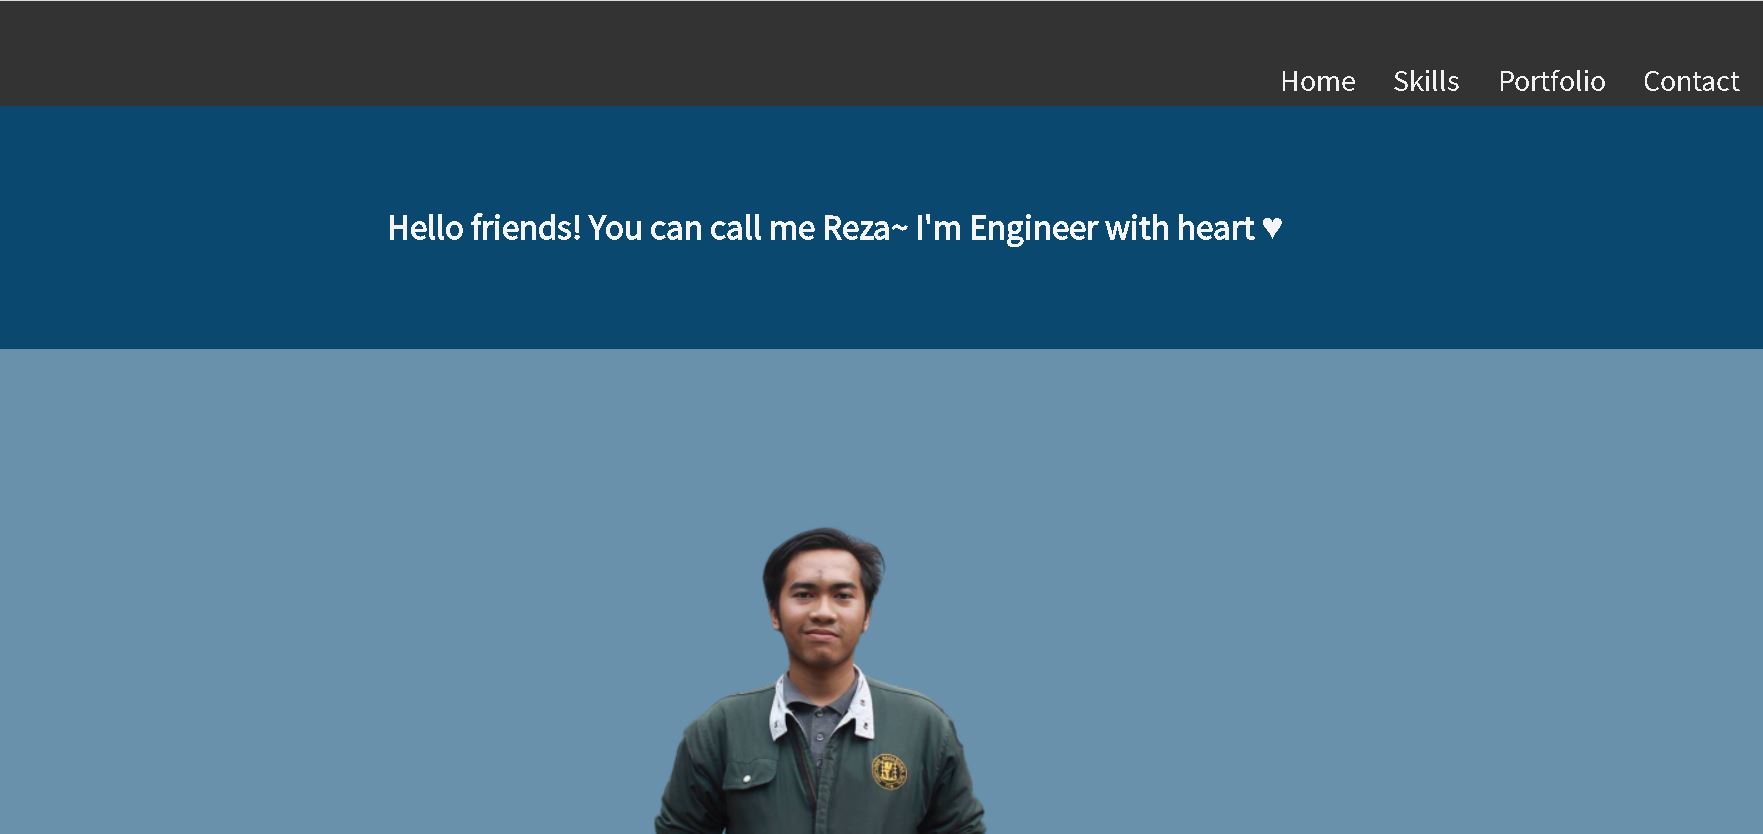 Home Skills Portfolio Contact
Hello friends! You can call me Reza~ I'm Engineer with heart ♥